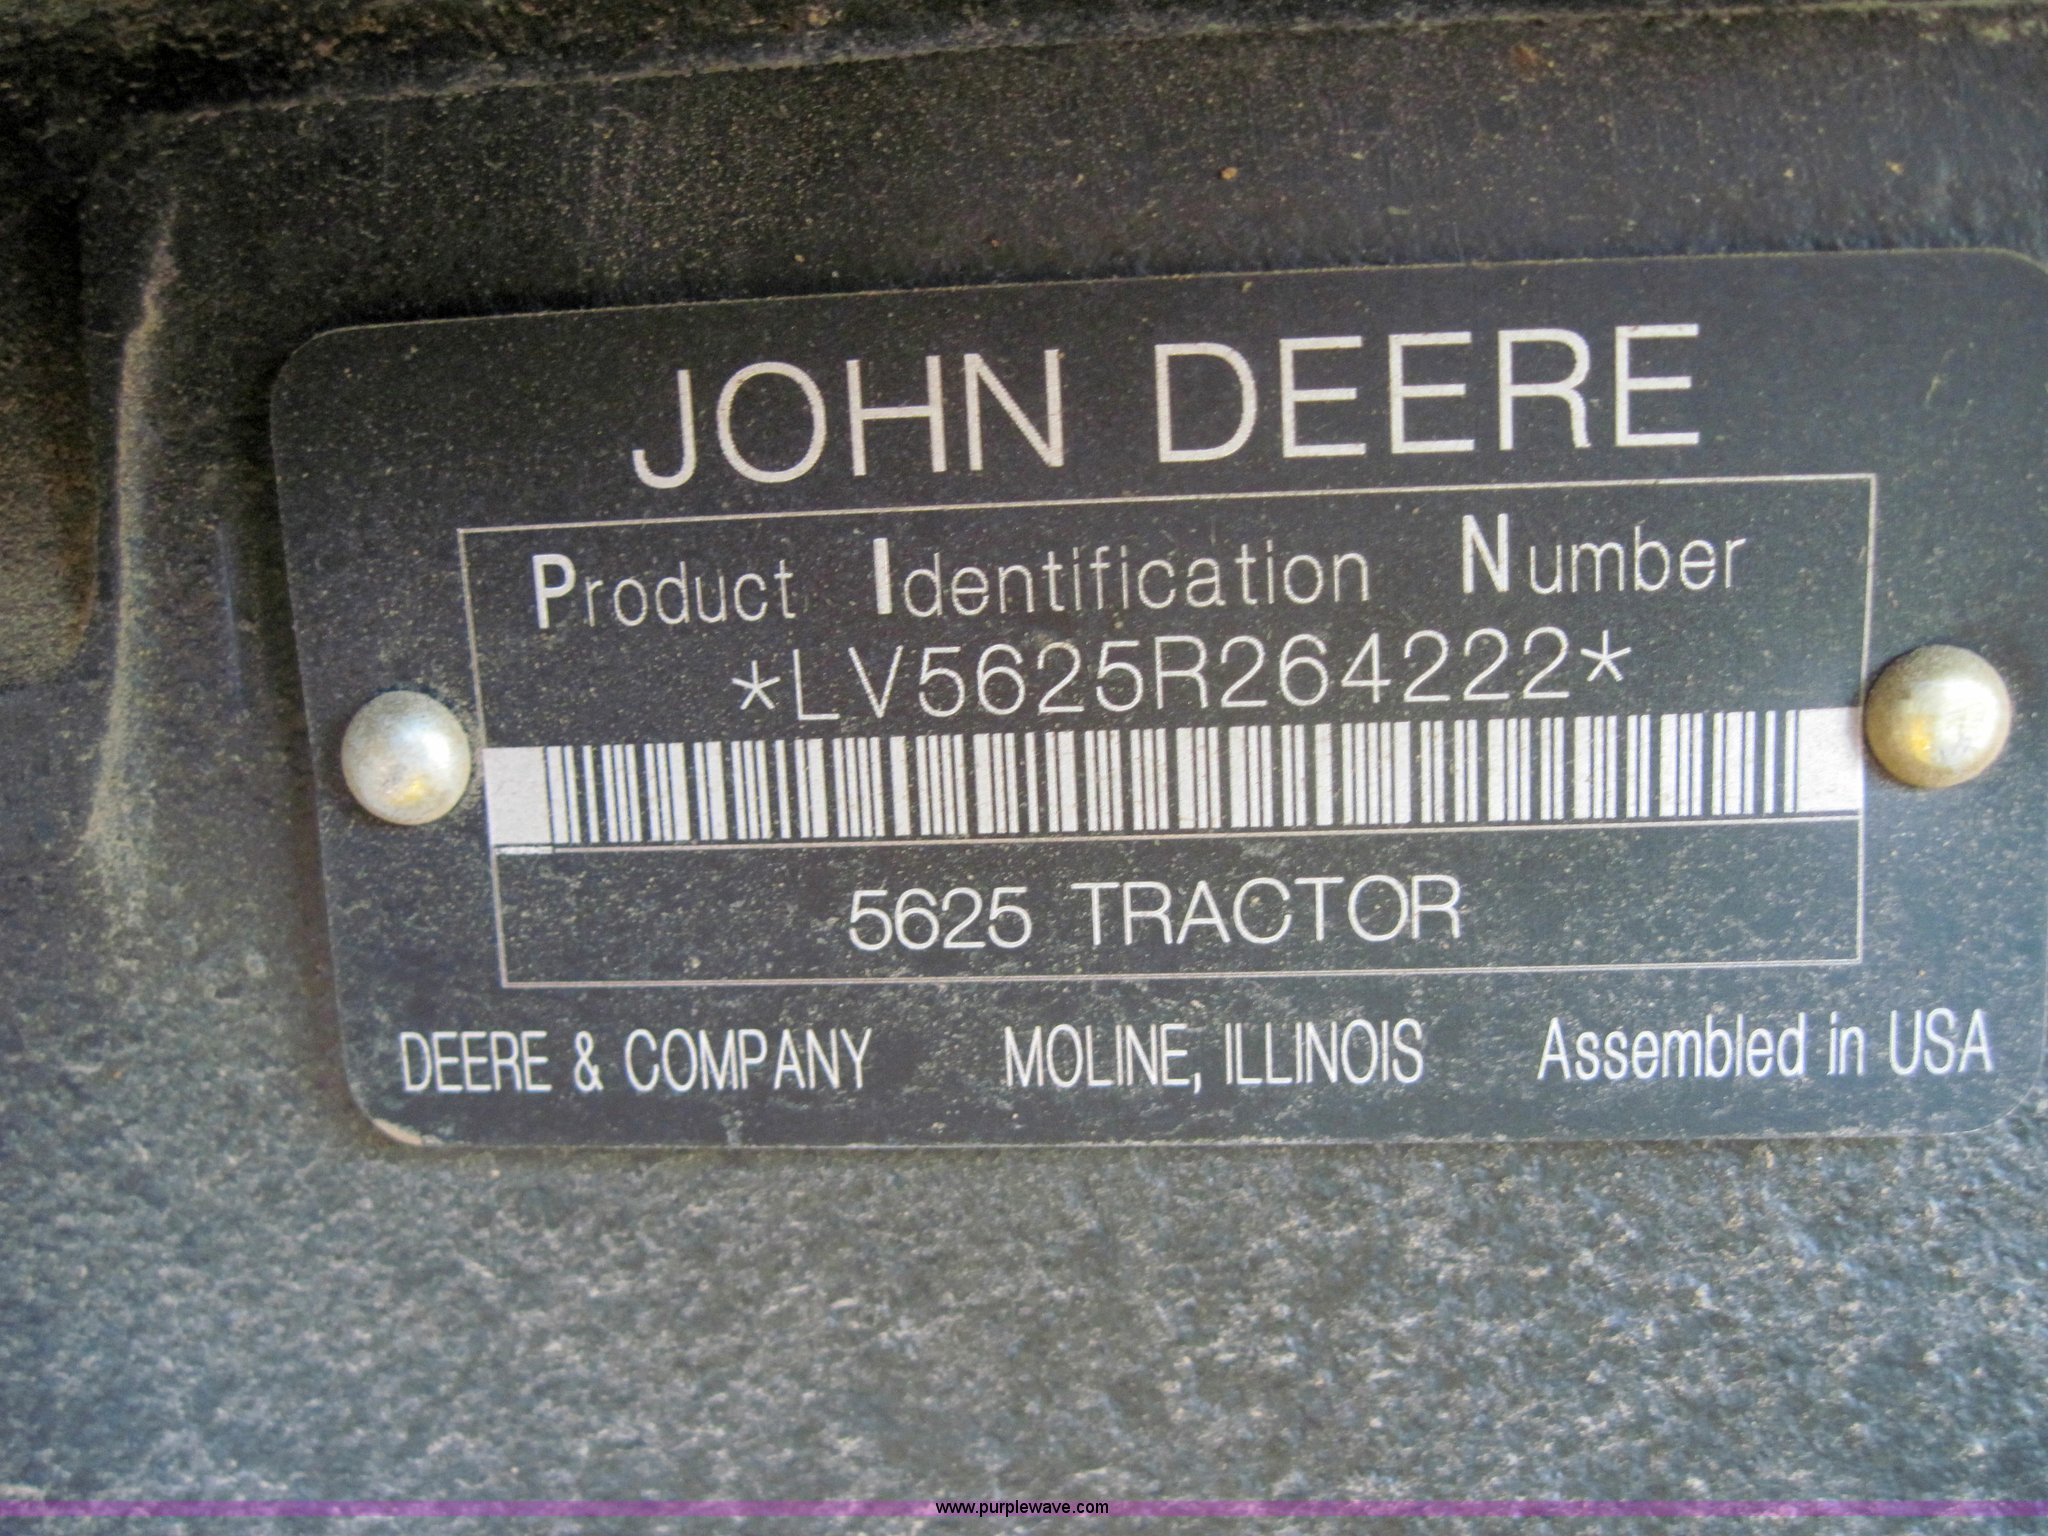 JOHN DEERE
Product Identification Number
*LV5625R264222*
5625 TRACTOR
DEERE & COMPANY MOLINE, ILLINOIS Assembled in USA
www.purplewave.com